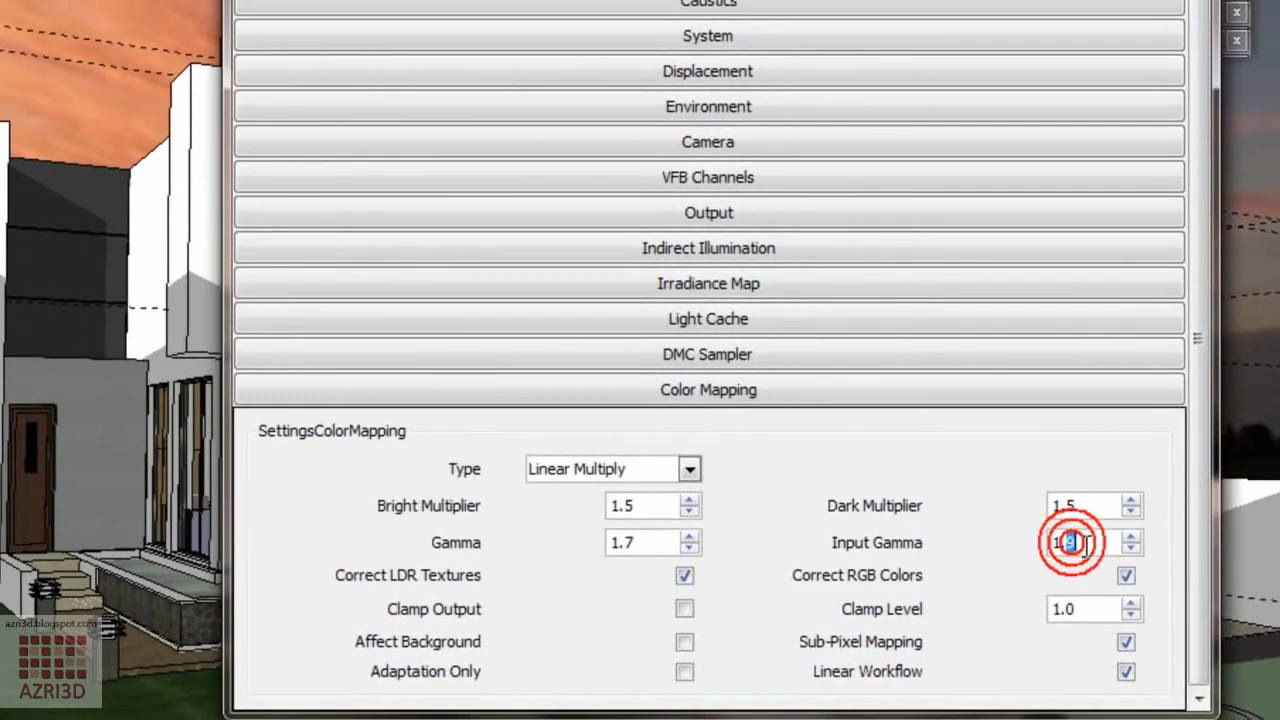 Caustics
x
System
x
Displacement
Environment
Camera
VFB Channels
Output
Indirect Illumination
Irradiance Map
Light Cache
DMC Sampler
Color Mapping
SettingsColorMapping
Type Linear Multiply
Bright Multiplier 1.5 Dark Multiplier 1.5
Gamma 1.7 Input Gamma 1.9
Correct LDR Textures Correct RGB Colors
Clamp Output Clamp Level 1.0
Affect Background Sub-Pixel Mapping
Adaptation Only Linear Workflow
azri3d.blogspot.com
AZRI3D